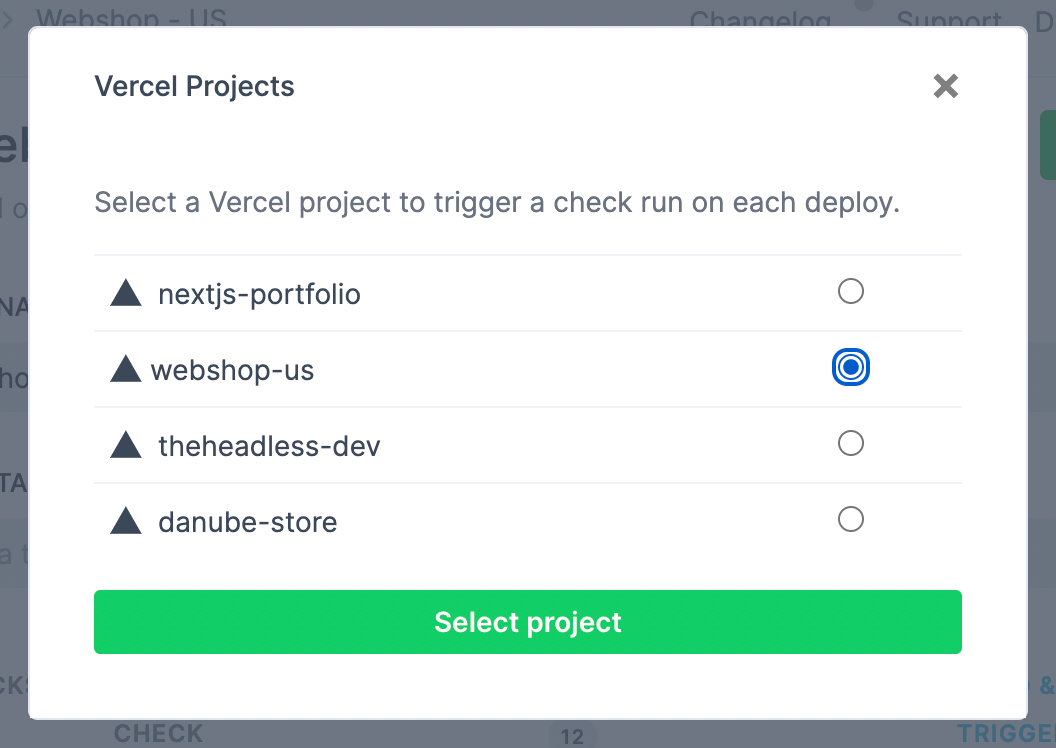 Webshop - US
Changelog
Support
Vercel Projects
Select a Vercel project to trigger a check run on each deploy.
nextjs-portfolio
webshop-us
theheadless-dev
danube-store
Select project
CHECK
12